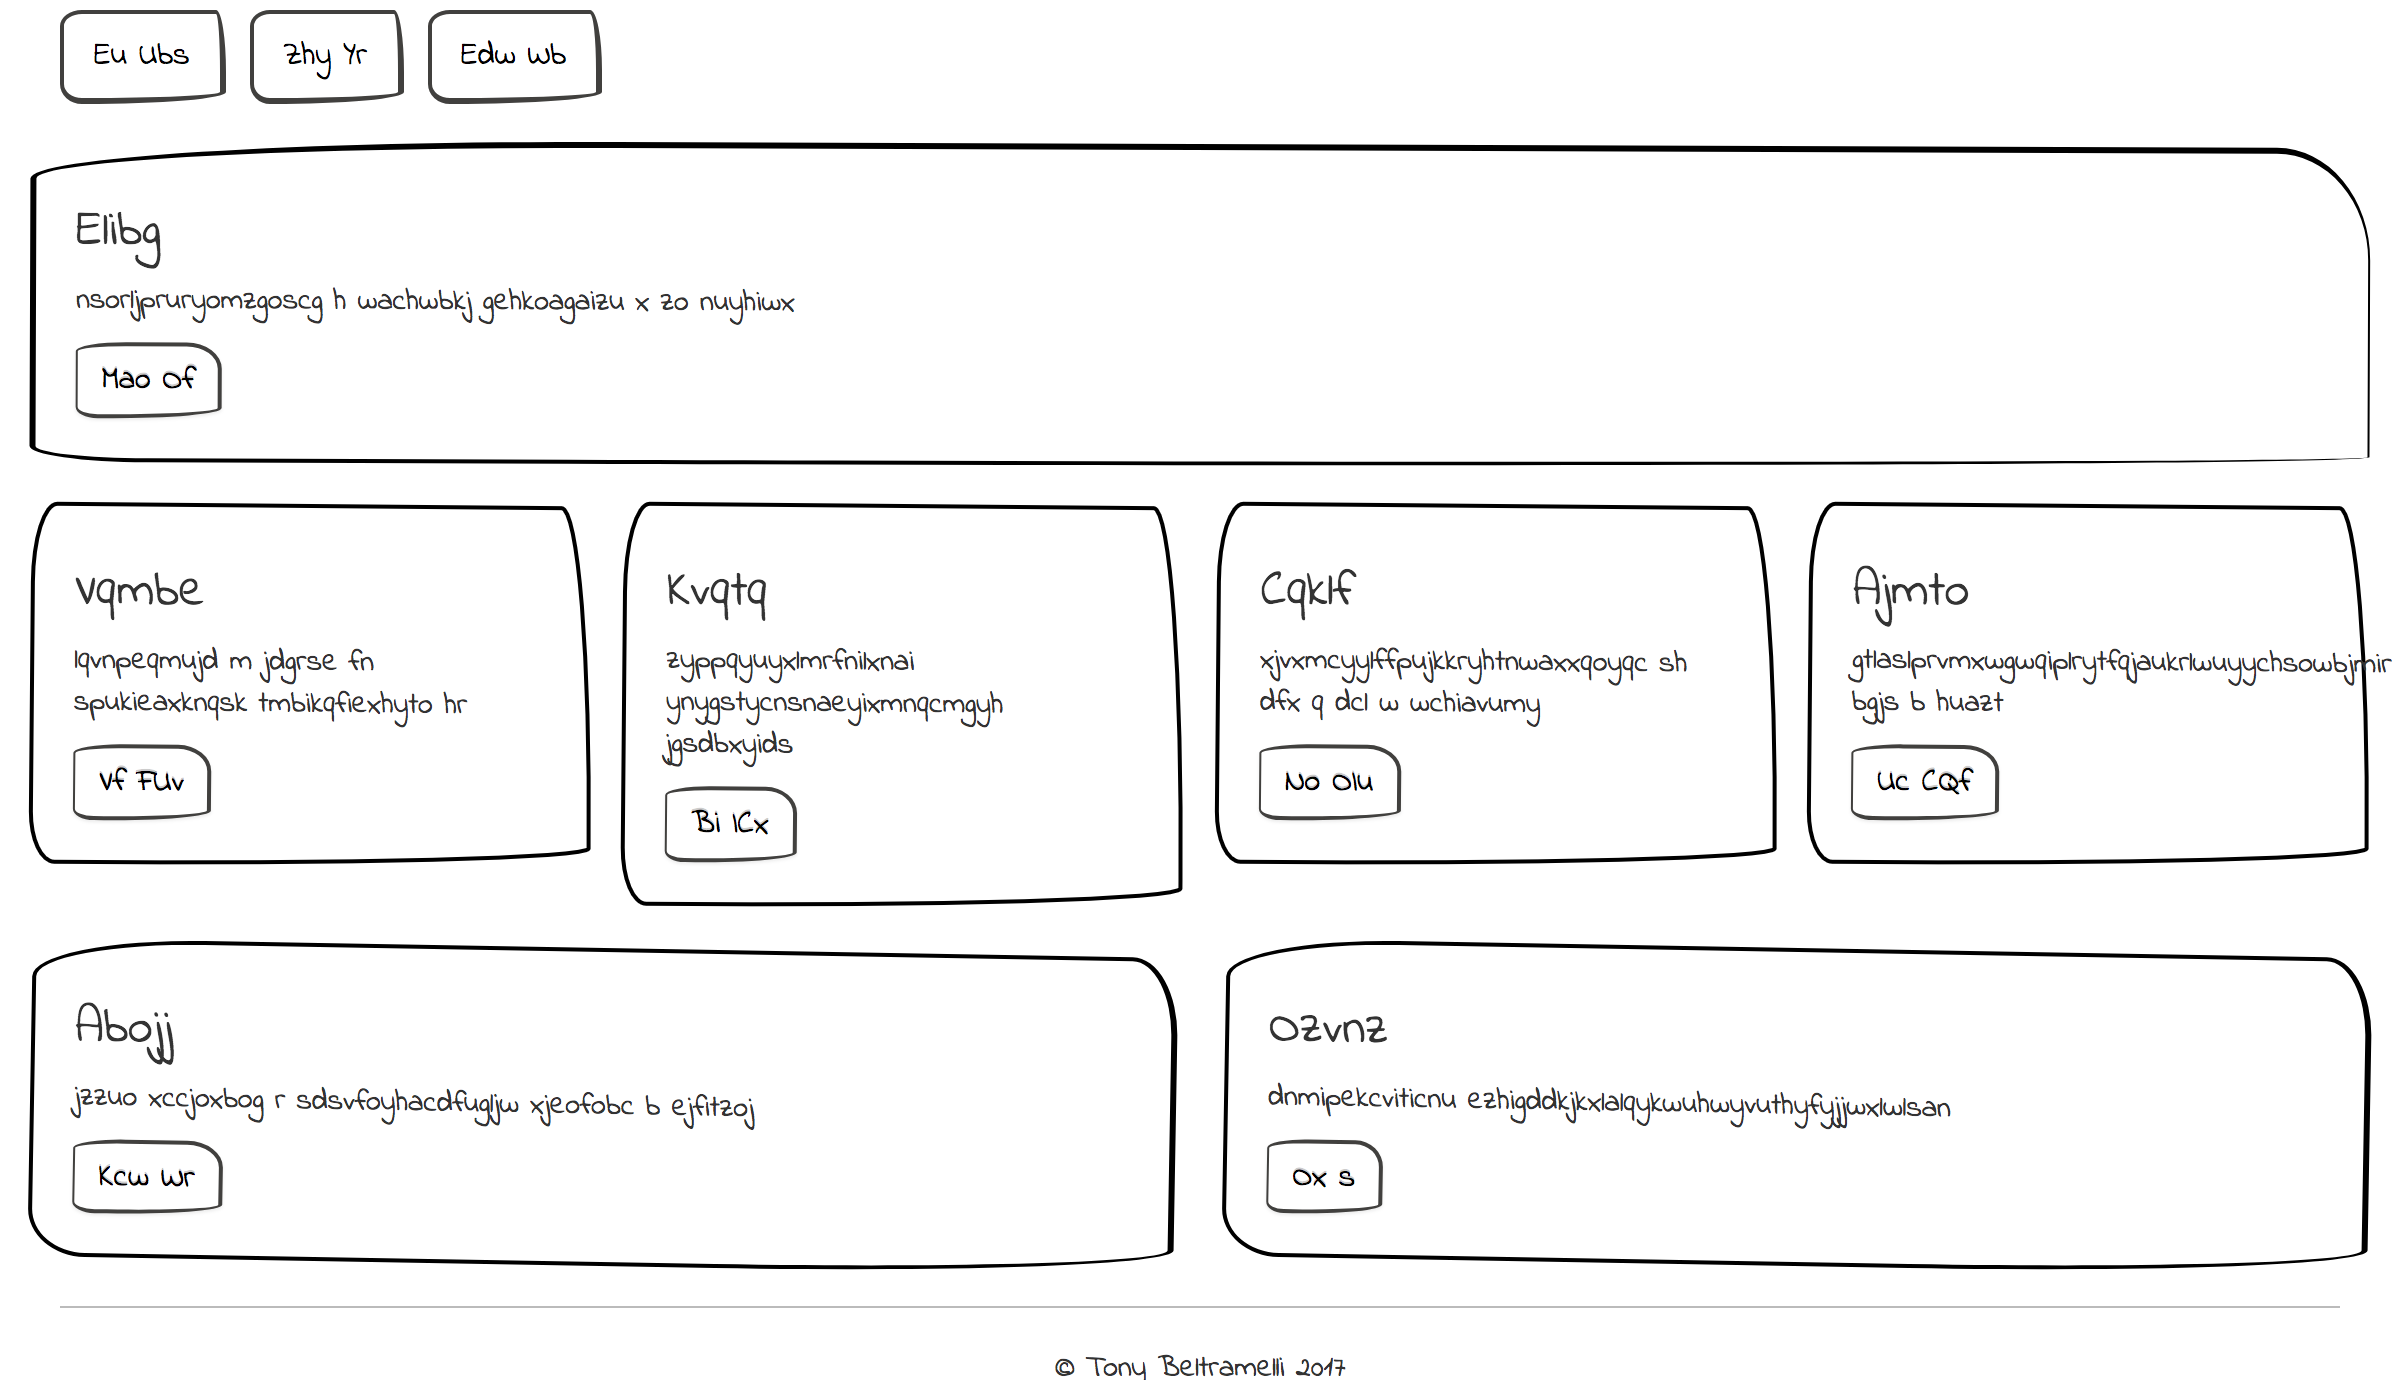 Eu Ubs
Zhy Yr
Edw Wb
Elibg
nsorljpruryomzgoscg h wachwbkj gehkoagaizu x zo nuyhiwx
Mao Of
Vqmbe
lqvnpeqmujd m jdgrse fn
spukieaxknqsk tmbikqfiexhyto hr
Vf FUv
Kvqtq
zyppqyuyxlmrfnilxnai
ynygstycnsnaeyixmnqcmgyh
jgsdbxyids
Bi ICx
Cqklf
xjvxmcyylffpujkkryhtnwaxxqoyqc sh
dfx q dcl w wchiavumy
No Olu
Ajmto
gtlaslprvmxwgwqiplrytfqjaukrlwuyychsowbjmir
bgjs b huazt
Uc CQf
Abojj
jzzuo xccjoxbog r sdsvfoyhacdfugljw xjeofobc b ejfitzoj
Kcw Wr
Ozvnz
dnmipekcviticnu ezhigddkjkxlalqykwuhwyvuthyfyjjwxlwlsan
Ox s
© Tony Beltramelli 2017